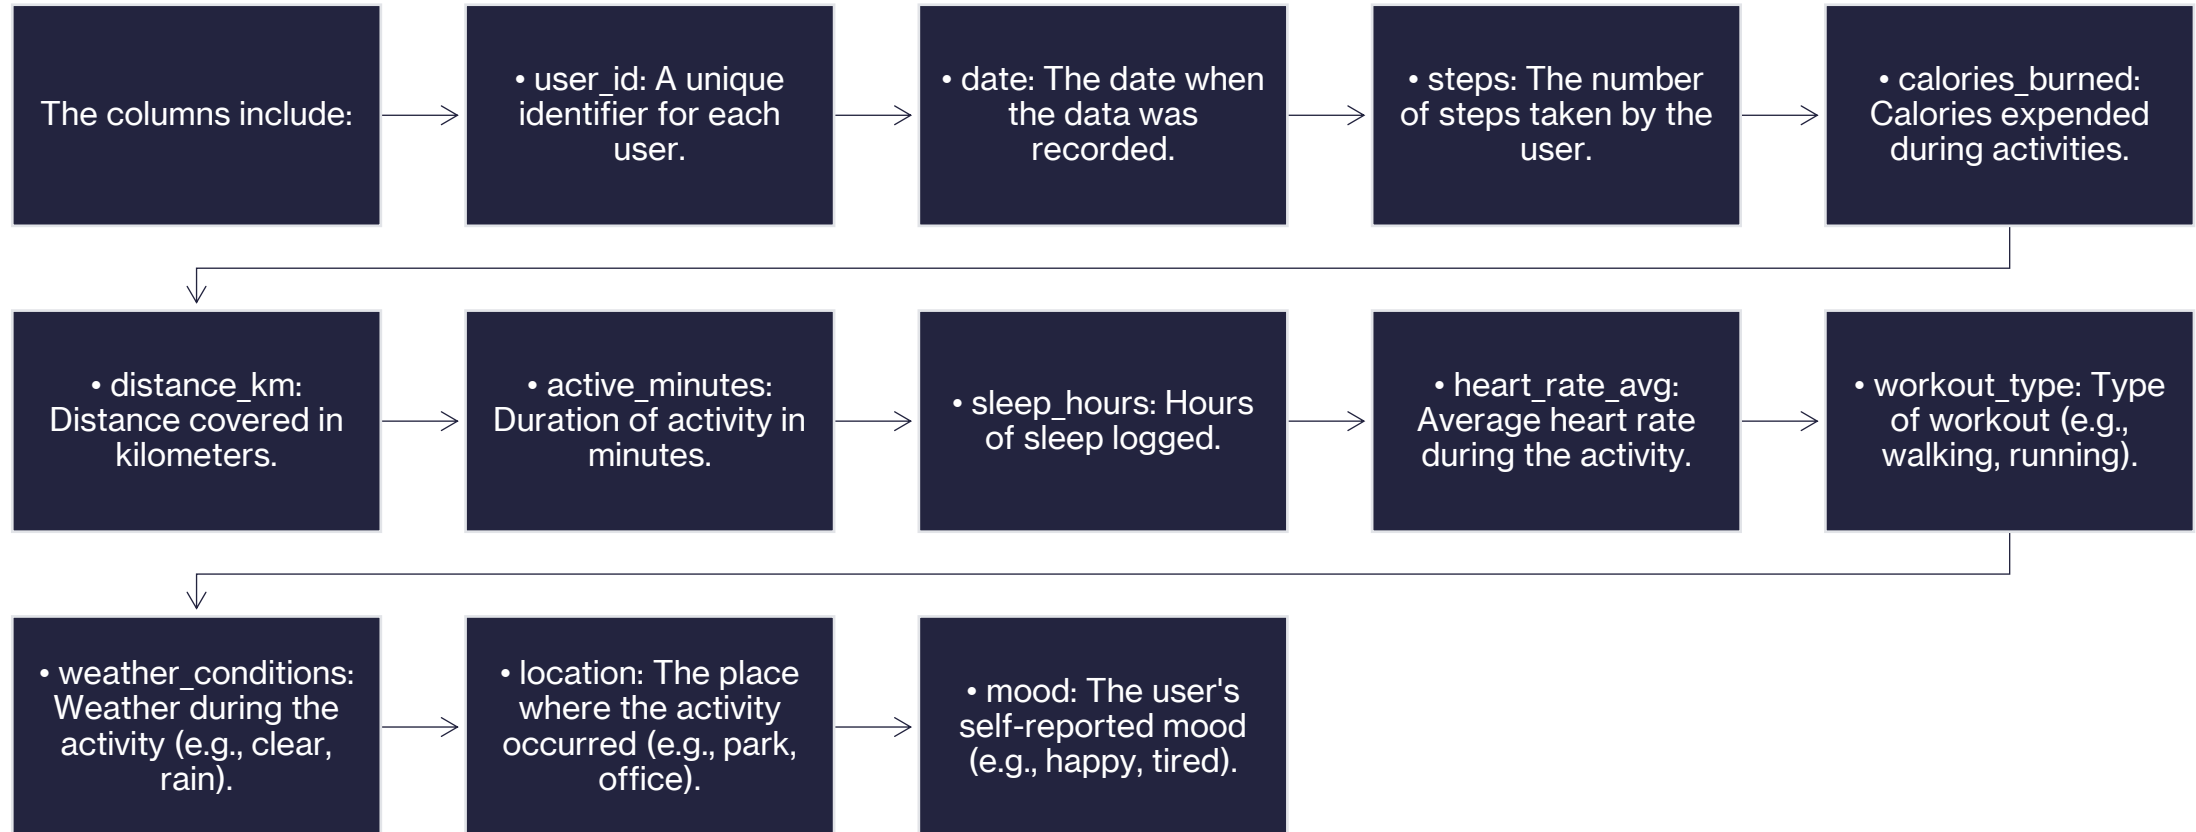 The columns include:
• user_id: A unique
identifier for each
user.
• date: The date when
the data was
recorded.
• steps: The number
of steps taken by the
user.
• calories_burned:
Calories expended
during activities.
• distance_km:
Distance covered in
kilometers.
• active_minutes:
Duration of activity in
minutes.
• sleep_hours: Hours
of sleep logged.
• heart_rate_avg:
Average heart rate
during the activity.
• workout_type: Type
of workout (e.g.,
walking, running).
• weather_conditions:
Weather during the
activity (e.g., clear,
rain).
• location: The place
where the activity
occurred (e.g., park,
office).
• mood: The user's
self-reported mood
(e.g., happy, tired).